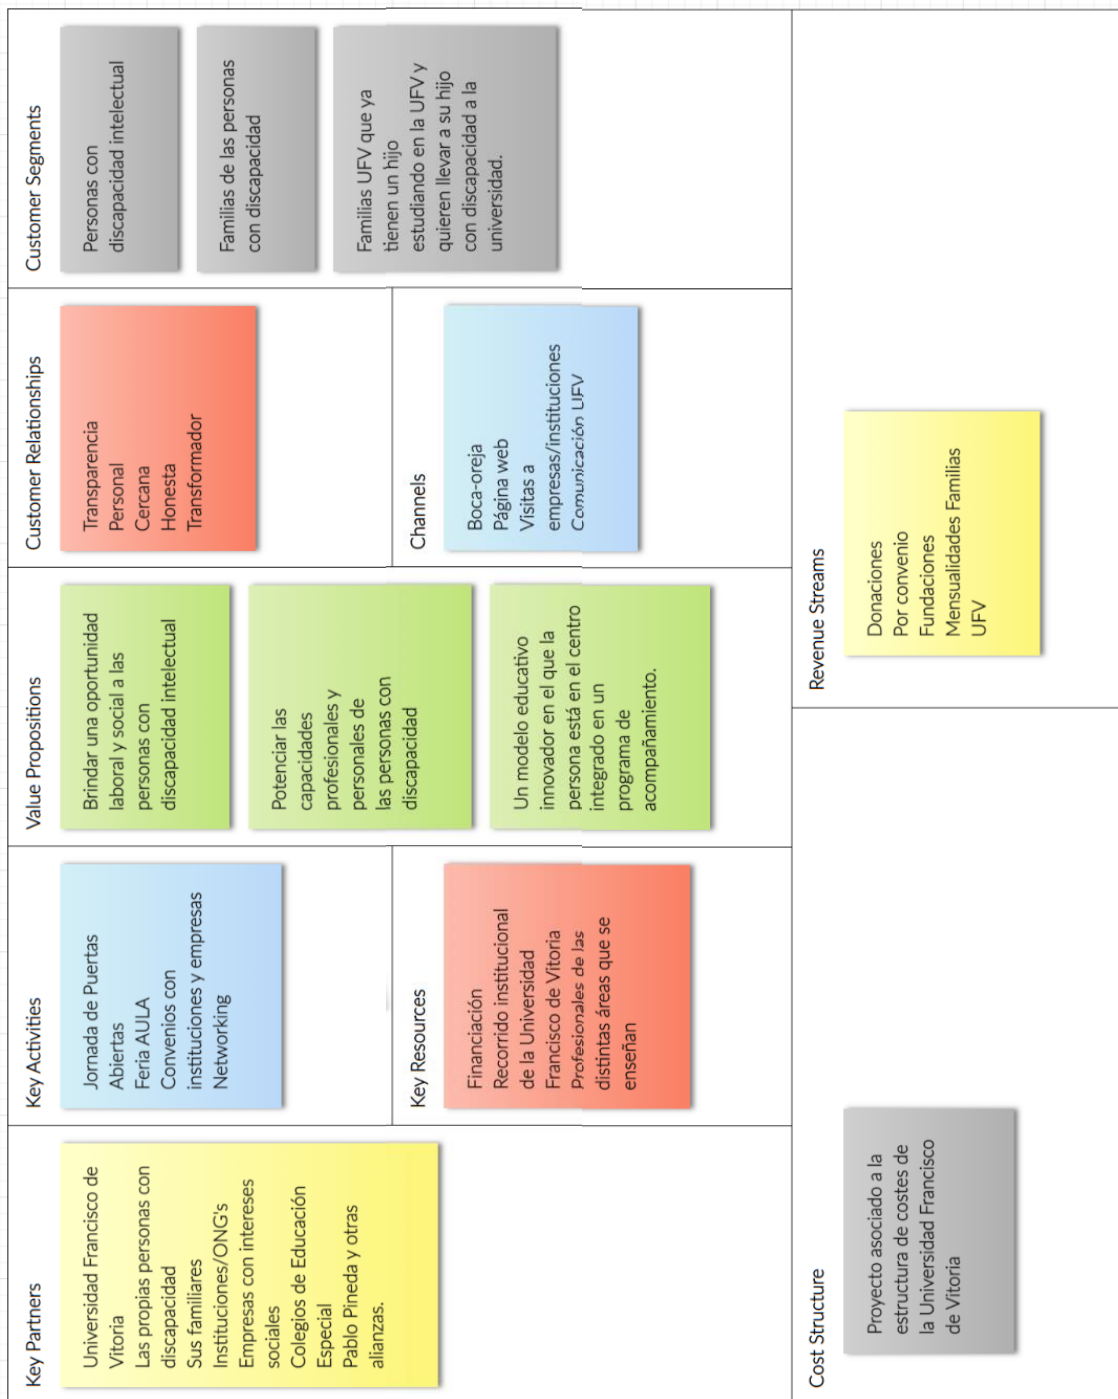 Key Partners
Universidad Francisco de
Vitoria
Las propias personas con
discapacidad
Sus familiares
Instituciones/ONG's
Empresas con intereses
sociales
Colegios de Educación
Especial
Pablo Pineda y otras
alianzas.
Key Activities
Jornada de Puertas
Abiertas
Feria AULA
Convenios con
instituciones y empresas
Networking
Key Resources
Financiación
Recorrido institucional
de la Universidad
Francisco de Vitoria
Profesionales de las
distintas áreas que se
enseñan
Value Propositions
Brindar una oportunidad
laboral y social a las
personas con
discapacidad intelectual
Potenciar las
capacidades
profesionales y
personales de
las personas con
discapacidad
Un modelo educativo
innovador en el que la
persona está en el centro
integrado en un
programa de
acompañamiento.
Customer Relationships
Transparencia
Personal
Cercana
Honesta
Transformador
Channels
Boca-oreja
Página web
Visitas a
empresas/instituciones
Comunicación UFV
Customer Segments
Personas con
discapacidad intelectual
Familias de las personas
con discapacidad
Familias UFV que ya
tienen un hijo
estudiando en la UFV y
quieren llevar a su hijo
con discapacidad a la
universidad.
Cost Structure
Proyecto asociado a la
estructura de costes de
la Universidad Francisco
de Vitoria
Revenue Streams
Donaciones
Por convenio
Fundaciones
Mensualidades Familias
UFV